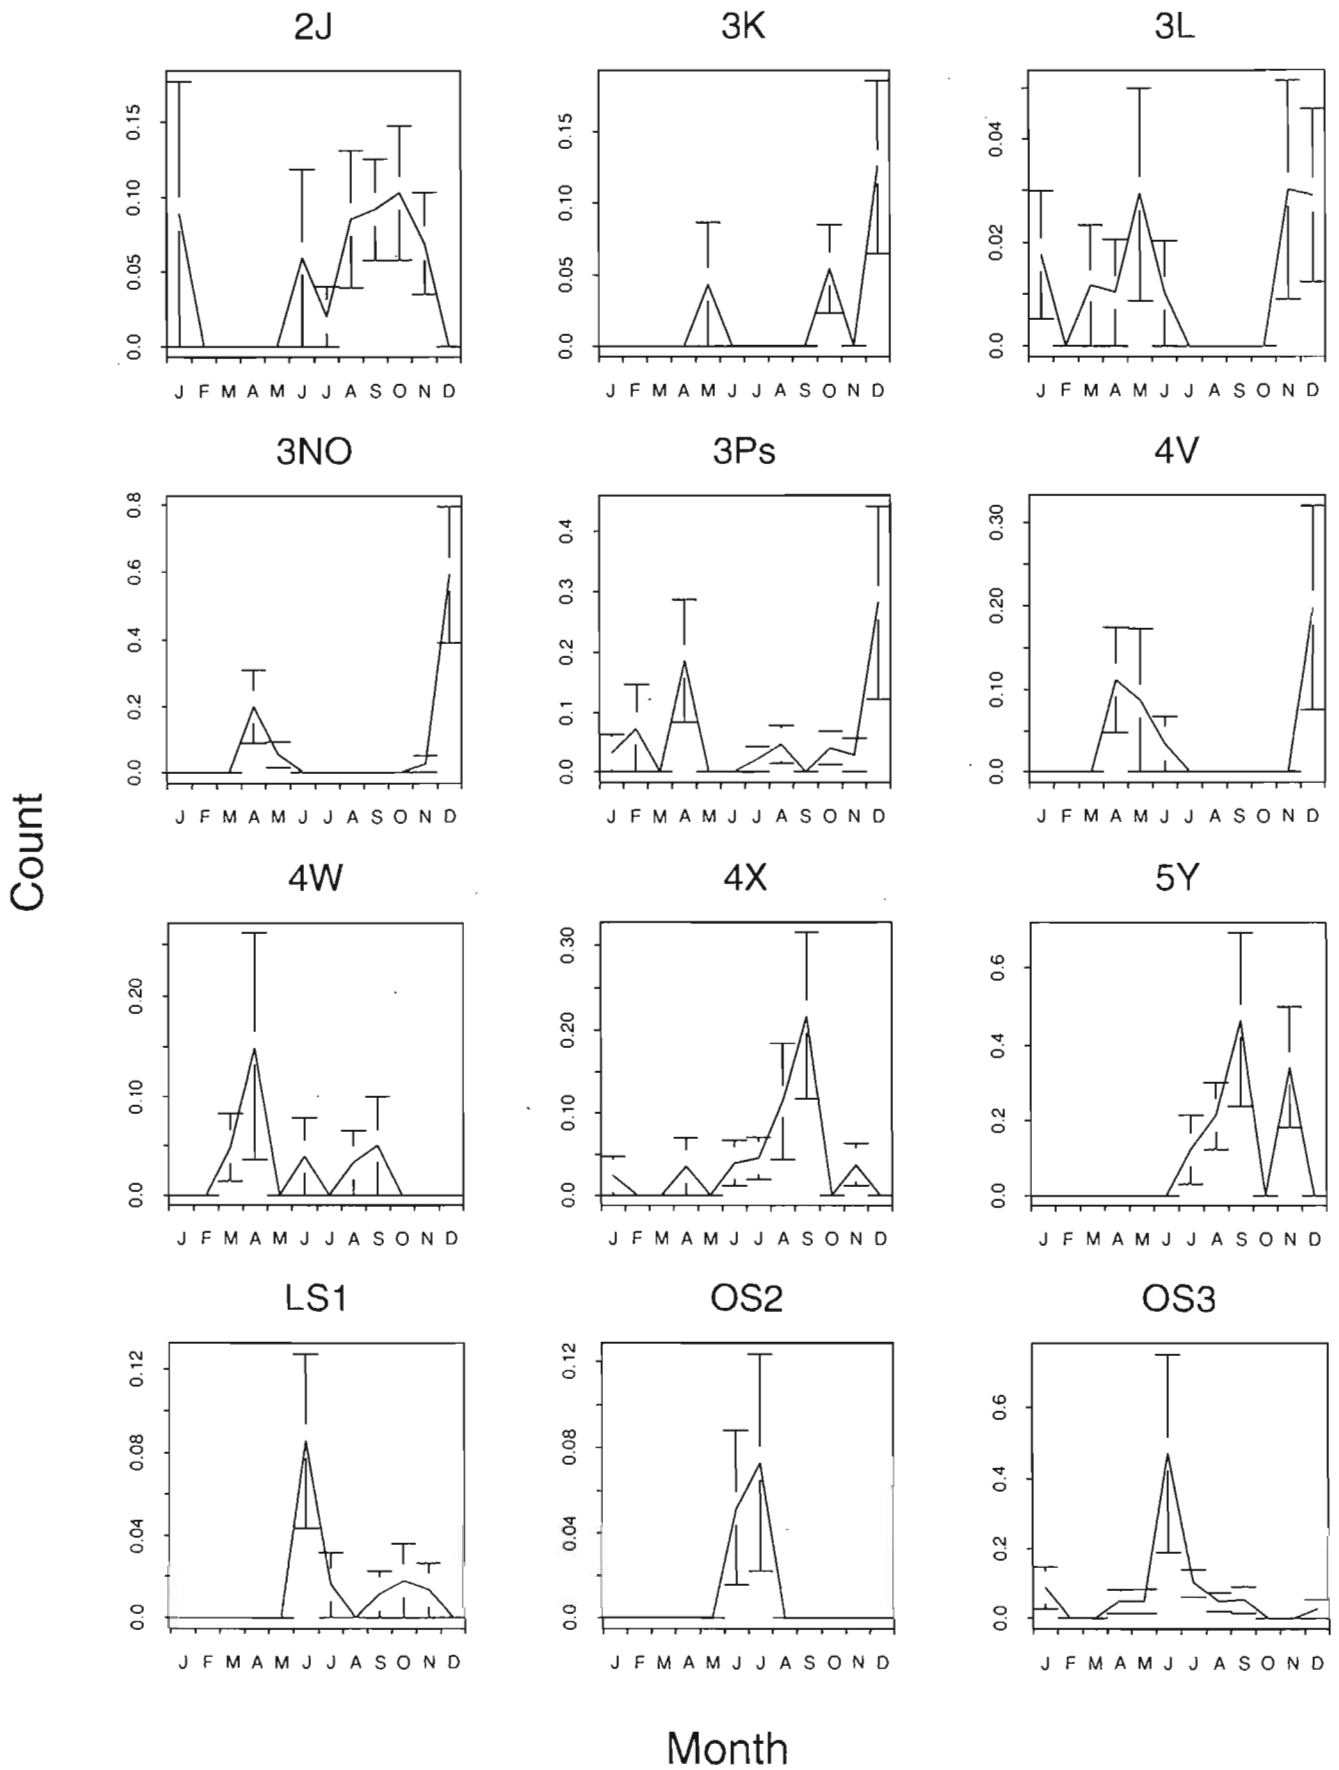 2J 3K 3L
0.15 0.10 0.05 0.0
0.15 0.10 0.05 0.0
0.04 0.02 0.0
J F M A M J J A S O N D
J F M A M J J A S O N D
J F M A M J J A S O N D
3NO 3Ps 4V
0.8 0.6 0.4 0.2 0.0
0.4 0.3 0.2 0.1 0.0
0.30 0.20 0.10 0.0
J F M A M J J A S O N D
J F M A M J J A S O N D
J F M A M J J A S O N D
Count
4W 4X 5Y
0.20 0.10 0.0
0.30 0.20 0.10 0.0
0.6 0.4 0.2 0.0
J F M A M J J A S O N D
J F M A M J J A S O N D
J F M A M J J A S O N D
LS1 OS2 OS3
0.12 0.08 0.04 0.0
0.12 0.08 0.04 0.0
0.6 0.4 0.2 0.0
J F M A M J J A S O N D
J F M A M J J A S O N D
J F M A M J J A S O N D
Month